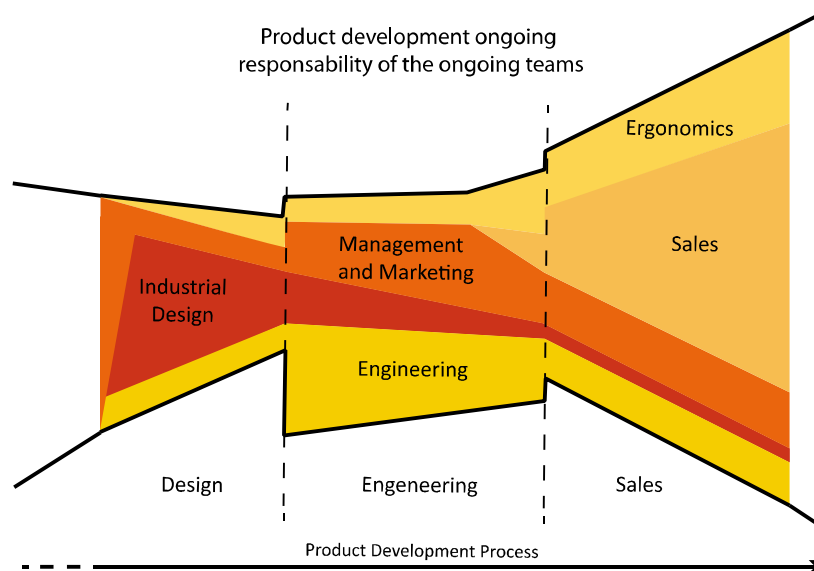 Product development ongoing
responsability of the ongoing teams
Ergonomics
Management
and Marketing
Sales
Industrial
Design
Engineering
Design
Engeneering
Sales
Product Development Process